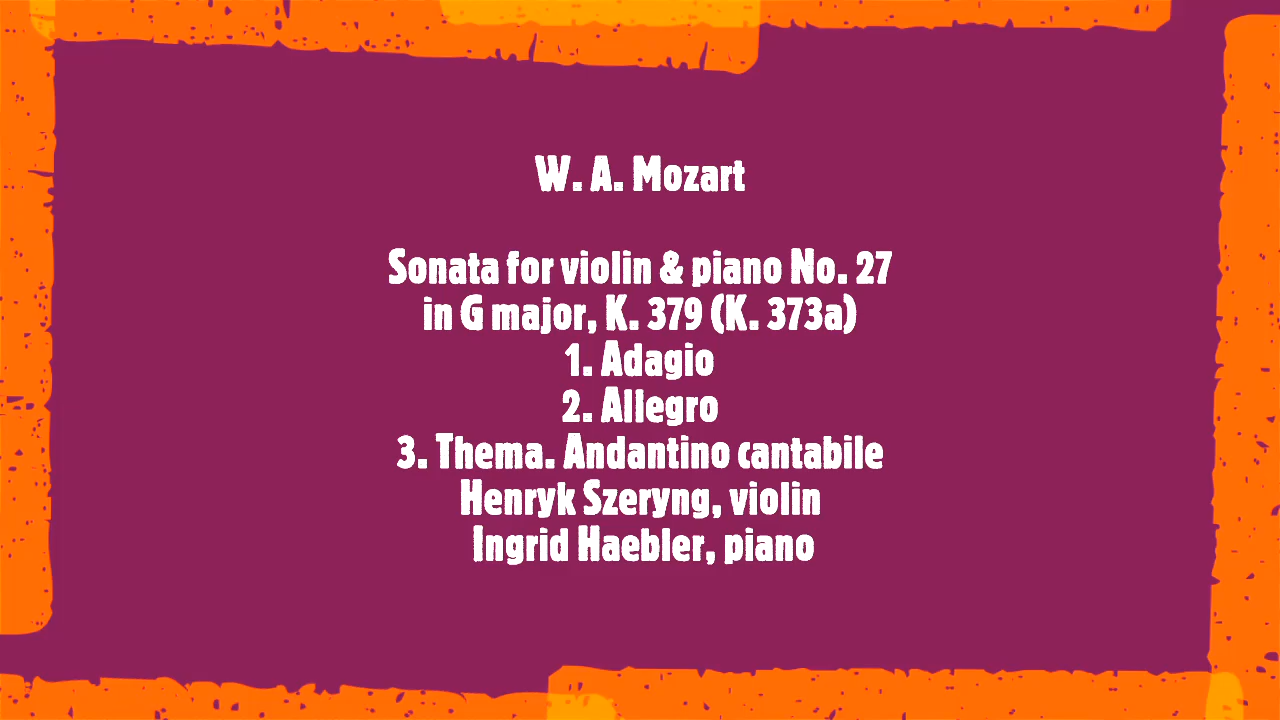 W. A. Mozart
Sonata for violin & piano No. 27
in G major, K. 379 (K. 373a)
1. Adagio
2. Allegro
3. Thema. Andantino cantabile
Henryk Szeryng, violin
Ingrid Haebler, piano